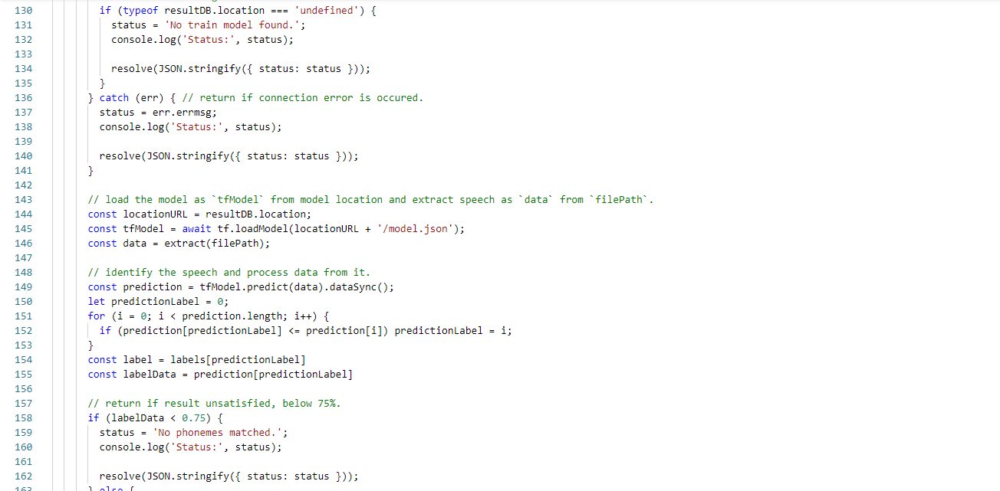 130 if (typeof resultDB.location === 'undefined') {
131 status = 'No train model found.';
132 console.log('Status:', status);
133
134 resolve(JSON.stringify({ status: status }));
135 }
136 } catch (err) { // return if connection error is occured.
137 status = err.errmsg;
138 console.log('Status:', status);
139
140 resolve(JSON.stringify({ status: status }));
141 }
142
143 // load the model as `tfModel` from model location and extract speech as `data` from `filePath`.
144 const locationURL = resultDB.location;
145 const tfModel = await tf.loadModel(locationURL + '/model.json');
146 const data = extract(filePath);
147
148 // identify the speech and process data from it.
149 const prediction = tfModel.predict(data).dataSync();
150 let predictionLabel = 0;
151 for (i = 0; i < prediction.length; i++) {
152 if (prediction[predictionLabel] <= prediction[i]) predictionLabel = i;
153 }
154 const label = labels[predictionLabel]
155 const labelData = prediction[predictionLabel]
156
157 // return if result unsatisfied, below 75%.
158 if (labelData < 0.75) {
159 status = 'No phonemes matched.';
160 console.log('Status:', status);
161
162 resolve(JSON.stringify({ status: status }));
163 } else {